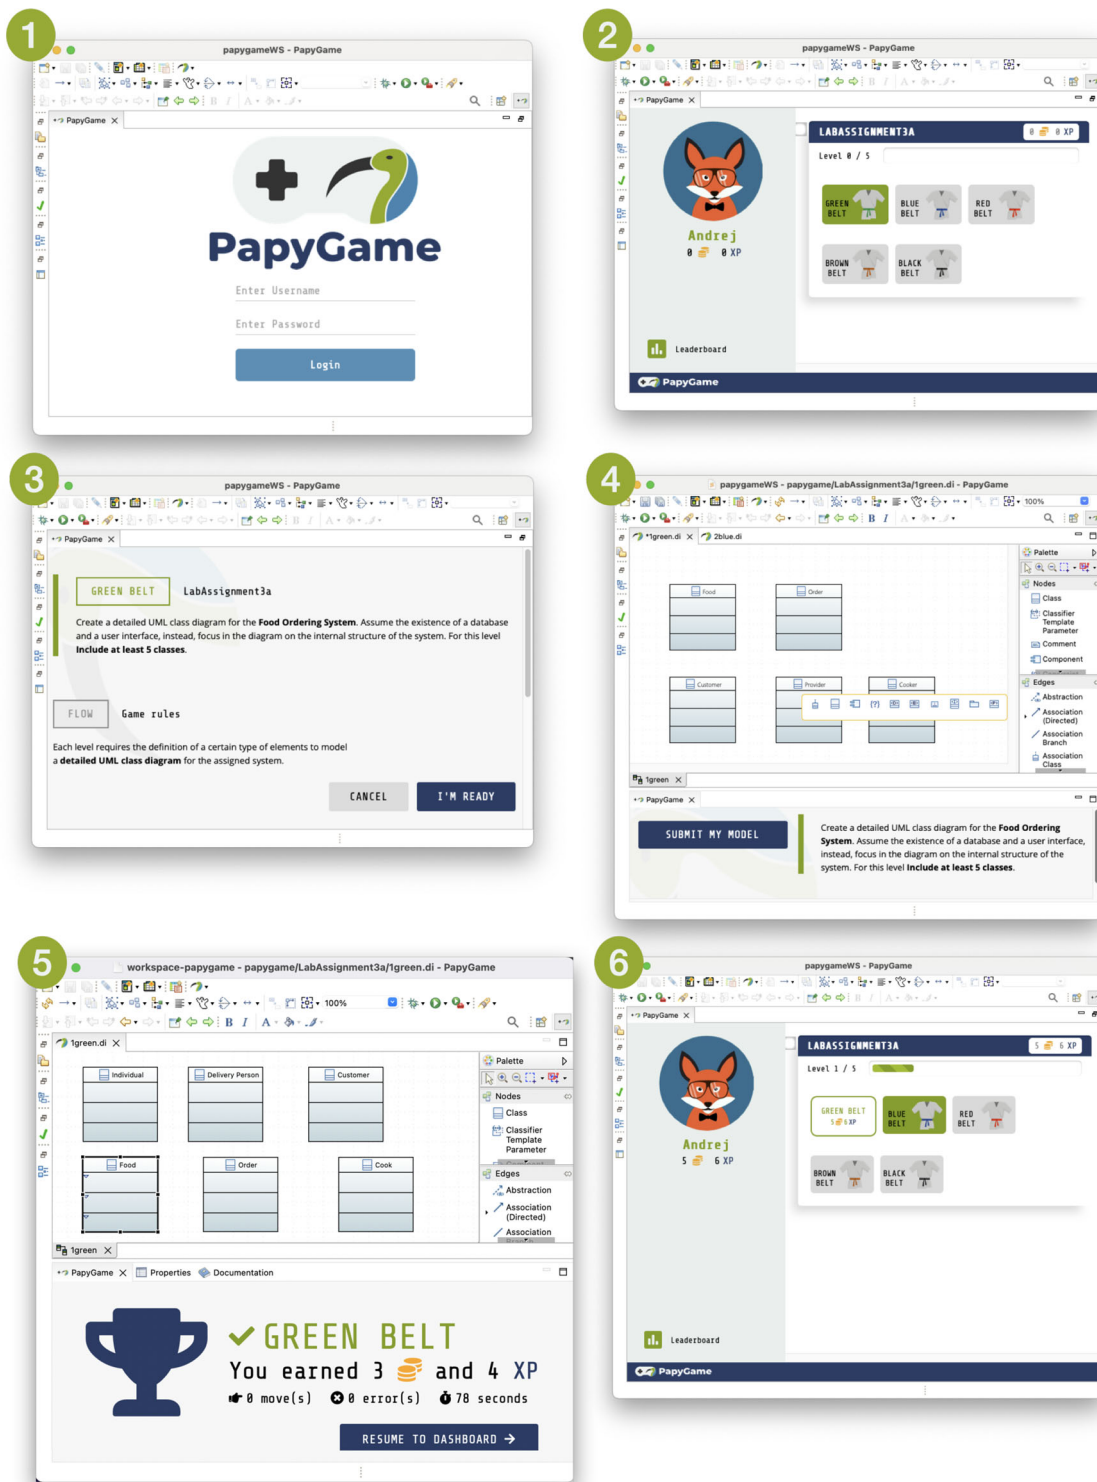 1
papygameWS - PapyGame
PapyGame
PapyGame
Enter Username
Enter Password
Login
2
papygameWS - PapyGame
PapyGame
LABASSIGNMENT3A
0 0 XP
Level 0 / 5
GREEN BELT
BLUE BELT
RED BELT
BROWN BELT
BLACK BELT
Andrej
0 0 XP
Leaderboard
PapyGame
3
papygameWS - PapyGame
PapyGame
GREEN BELT LabAssignment3a
Create a detailed UML class diagram for the Food Ordering System. Assume the existence of a database
and a user interface, instead, focus in the diagram on the internal structure of the system. For this level
Include at least 5 classes.
FLOW Game rules
Each level requires the definition of a certain type of elements to model
a detailed UML class diagram for the assigned system.
CANCEL I'M READY
4
papygameWS - papygame/LabAssignment3a/1green.di - PapyGame
100%
B I A
*1green.di 2blue.di
Food
Order
Customer
Provider
Cooker
Palette
Nodes
Class
Classifier
Template
Parameter
Comment
Component
Edges
Abstraction
Association
(Directed)
Association
Branch
Association
Class
1green
PapyGame
SUBMIT MY MODEL
Create a detailed UML class diagram for the Food Ordering
System. Assume the existence of a database and a user interface,
instead, focus in the diagram on the internal structure of the
system. For this level Include at least 5 classes.
5
workspace-papygame - papygame/LabAssignment3a/1green.di - PapyGame
100%
B I A
1green.di
Individual
Delivery Person
Customer
Food
Order
Cook
Palette
Nodes
Class
Classifier
Template
Parameter
Edges
Abstraction
Association
(Directed)
Association
1green
PapyGame Properties Documentation
GREEN BELT
You earned 3 and 4 XP
0 move(s) 0 error(s) 78 seconds
RESUME TO DASHBOARD →
6
papygameWS - PapyGame
PapyGame
LABASSIGNMENT3A
5 6 XP
Level 1 / 5
GREEN BELT
5 6 XP
BLUE BELT
RED BELT
BROWN BELT
BLACK BELT
Andrej
5 6 XP
Leaderboard
PapyGame